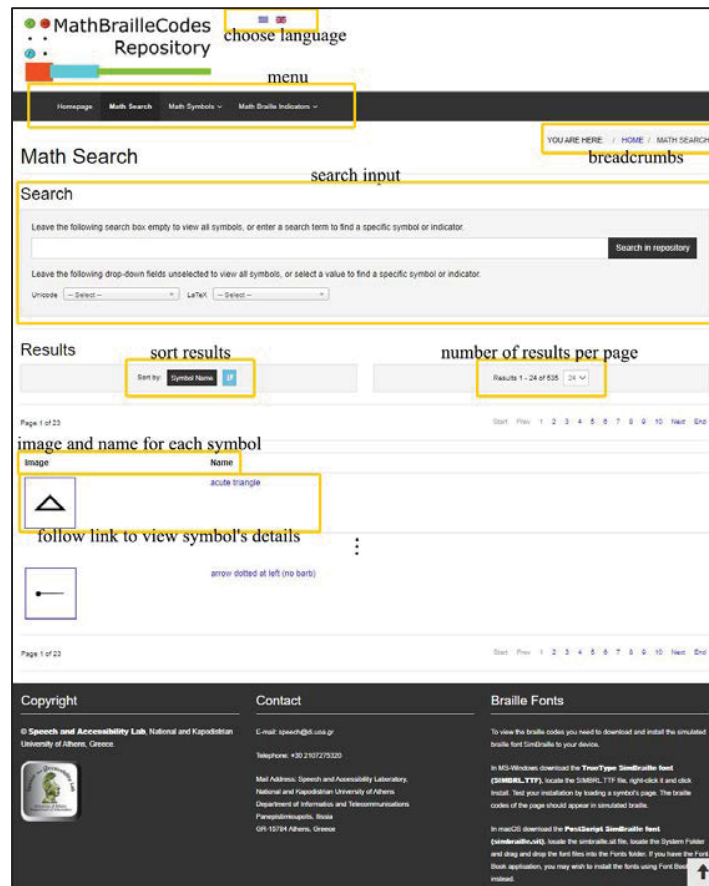 MathBrailleCodes
Repository
choose language
menu
Homepage Math Search Math Symbols Math Braille Indicators
YOU ARE HERE: / HOME / MATH SEARCH
breadcrumbs
Math Search
search input
Search
Leave the following search box empty to view all symbols, or enter a search term to find a specific symbol or indicator.
Search in repository
Leave the following drop-down fields unselected to view all symbols, or select a value to find a specific symbol or indicator.
Unicode -- Select -- LaTeX -- Select --
Results
sort results
number of results per page
Sort by: Symbol Name
Results 1 - 24 of 535 24
Page 1 of 23
Start Prev 1 2 3 4 5 6 7 8 9 10 Next End
image and name for each symbol
Image Name
acute triangle
follow link to view symbol's details
arrow dotted at left (no barb)
Page 1 of 23
Start Prev 1 2 3 4 5 6 7 8 9 10 Next End
Copyright
© Speech and Accessibility Lab, National and Kapodistrian
University of Athens, Greece.
Contact
E-mail: speech@di.uoa.gr
Telephone: +30 2107275320
Mail Address: Speech and Accessibility Laboratory,
National and Kapodistrian University of Athens
Department of Informatics and Telecommunications
Panepistimioupolis, Ilissia
GR-15784 Athens, Greece
Braille Fonts
To view the braille codes you need to download and install the simulated
braille font SimBraille to your device.
In MS-Windows download the TrueType SimBraille font
(SIMBRL.TTF), locate the SIMBRL.TTF file, right-click it and click
Install. Test your installation by loading a symbol's page. The braille
codes of the page should appear in simulated braille.
In macOS download the PostScript SimBraille font
(simbraille.sit), locate the simbraille.sit file, locate the System Folder
and drag and drop the font files into the Fonts folder. If you have the Font
Book application, you may wish to install the fonts using Font Book
instead.